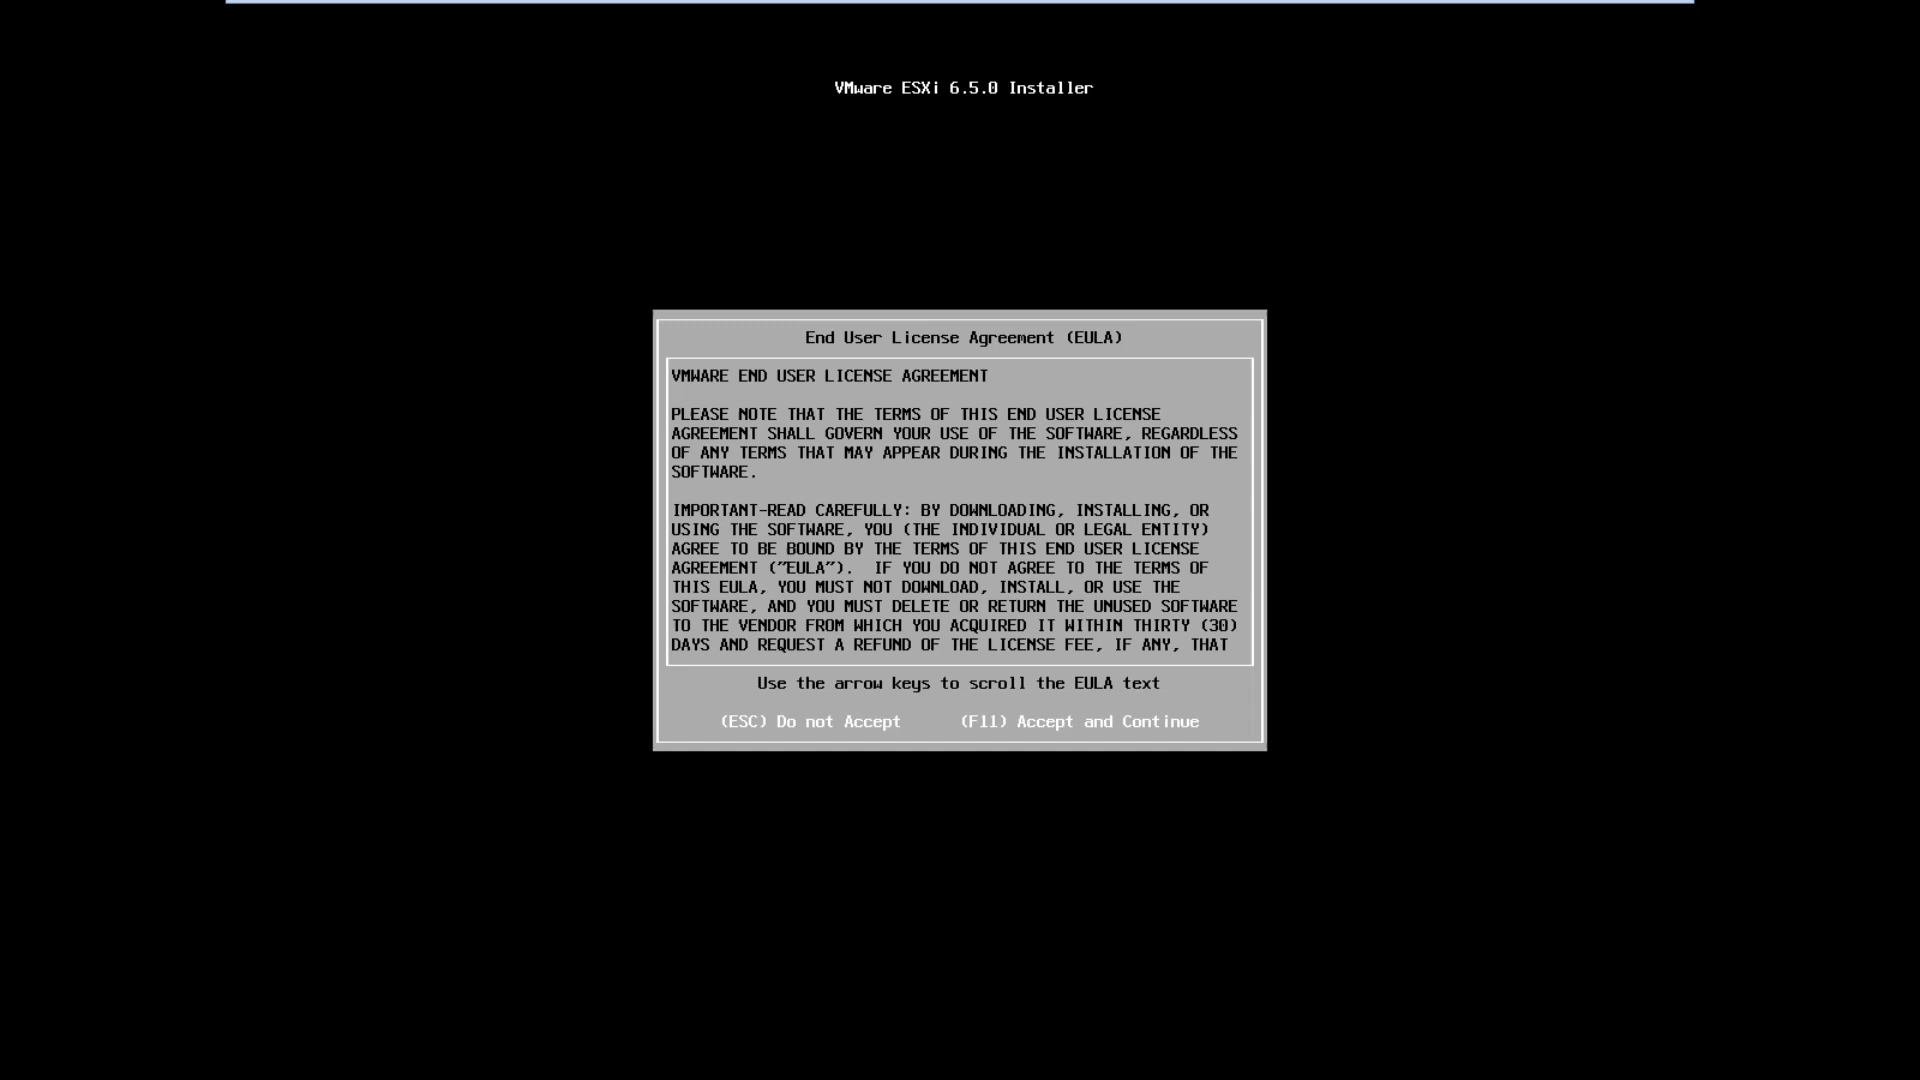 VMware ESXi 6.5.0 Installer
End User License Agreement (EULA)
VMWARE END USER LICENSE AGREEMENT
PLEASE NOTE THAT THE TERMS OF THIS END USER LICENSE
AGREEMENT SHALL GOVERN YOUR USE OF THE SOFTWARE, REGARDLESS
OF ANY TERMS THAT MAY APPEAR DURING THE INSTALLATION OF THE
SOFTWARE.
IMPORTANT-READ CAREFULLY: BY DOWNLOADING, INSTALLING, OR
USING THE SOFTWARE, YOU (THE INDIVIDUAL OR LEGAL ENTITY)
AGREE TO BE BOUND BY THE TERMS OF THIS END USER LICENSE
AGREEMENT ("EULA").  IF YOU DO NOT AGREE TO THE TERMS OF
THIS EULA, YOU MUST NOT DOWNLOAD, INSTALL, OR USE THE
SOFTWARE, AND YOU MUST DELETE OR RETURN THE UNUSED SOFTWARE
TO THE VENDOR FROM WHICH YOU ACQUIRED IT WITHIN THIRTY (30)
DAYS AND REQUEST A REFUND OF THE LICENSE FEE, IF ANY, THAT
Use the arrow keys to scroll the EULA text
(ESC) Do not Accept      (F11) Accept and Continue